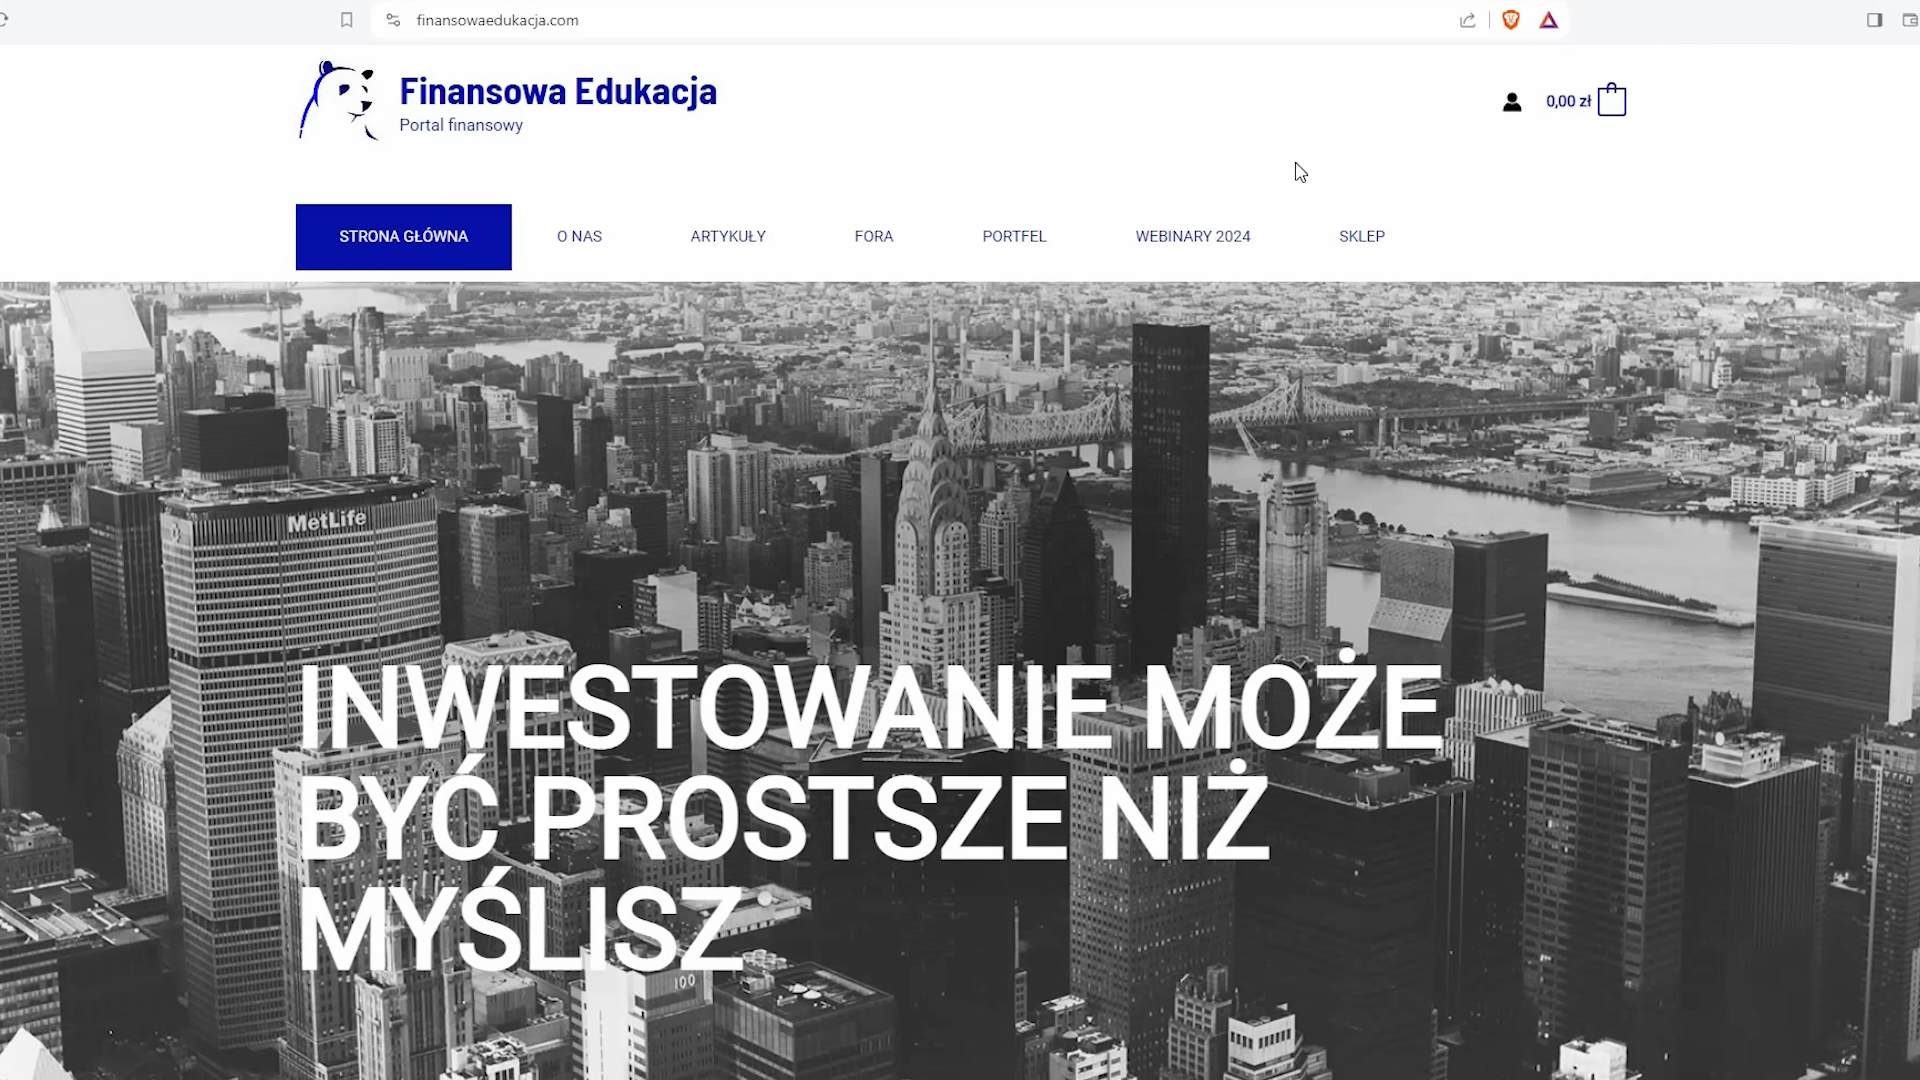 finansowaedukacja.com
Finansowa Edukacja
Portal finansowy
0,00 zł
STRONA GŁÓWNA
O NAS
ARTYKUŁY
FORA
PORTFEL
WEBINARY 2024
SKLEP
MetLife
INWESTOWANIE MOŻE
BYĆ PROSTSZE NIŻ
MYŚLISZ
100